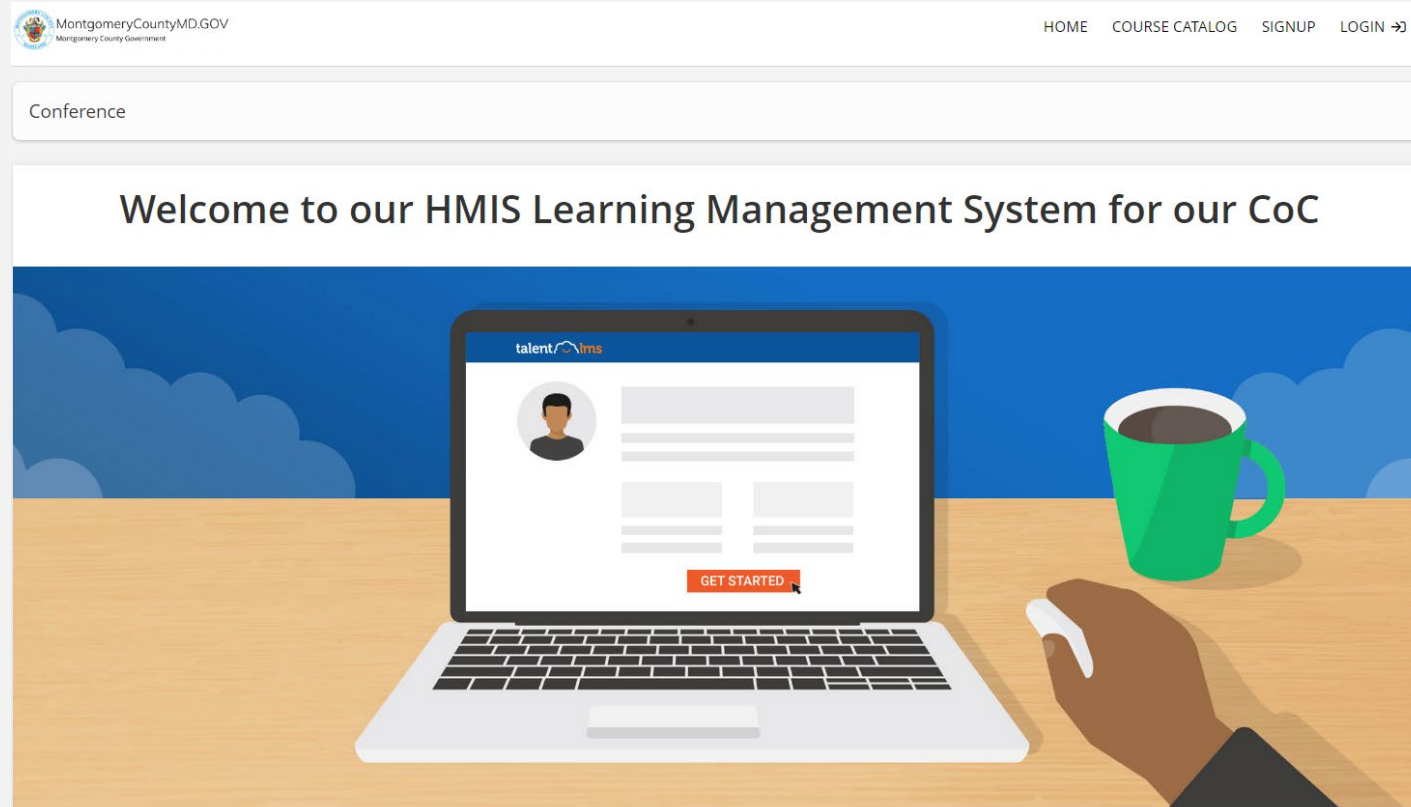 MontgomeryCountyMD.GOV
Montgomery County Government
HOME COURSE CATALOG SIGNUP LOGIN
Conference
Welcome to our HMIS Learning Management System for our CoC
talentlms
GET STARTED